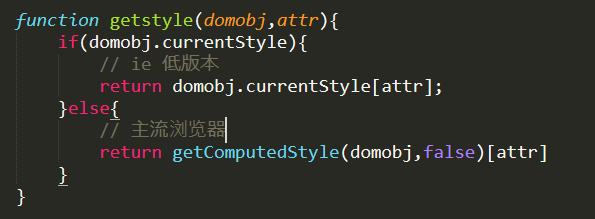 function getstyle(domobj,attr){
    if(domobj.currentStyle){
        // ie 低版本
        return domobj.currentStyle[attr];
    }else{
        // 主流浏览器
        return getComputedStyle(domobj,false)[attr]
    }
}